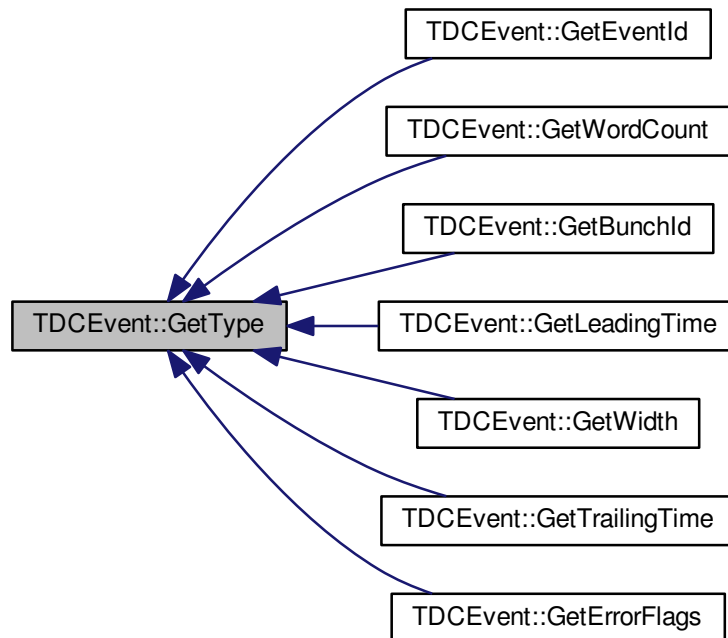 TDCEvent::GetEventId
TDCEvent::GetWordCount
TDCEvent::GetBunchId
TDCEvent::GetType
TDCEvent::GetLeadingTime
TDCEvent::GetWidth
TDCEvent::GetTrailingTime
TDCEvent::GetErrorFlags